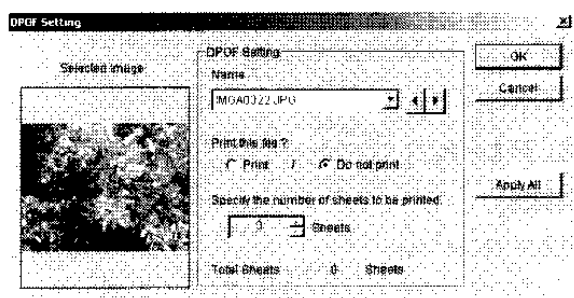 DPOF Setting
Selected image
DPOF Setting
Name
IMGA0322.JPG
Print this file ?
Print / Do not print
Specify the number of sheets to be printed.
0 Sheets
Total Sheets 0 Sheets
OK
Cancel
Apply All